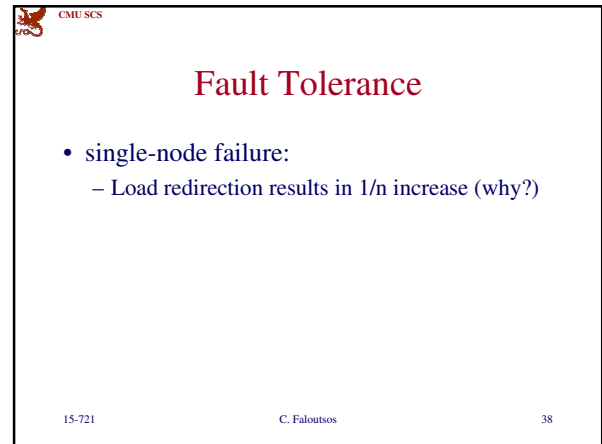 CMU SCS
Fault Tolerance
• single-node failure:
– Load redirection results in 1/n increase (why?)
15-721 C. Faloutsos 38